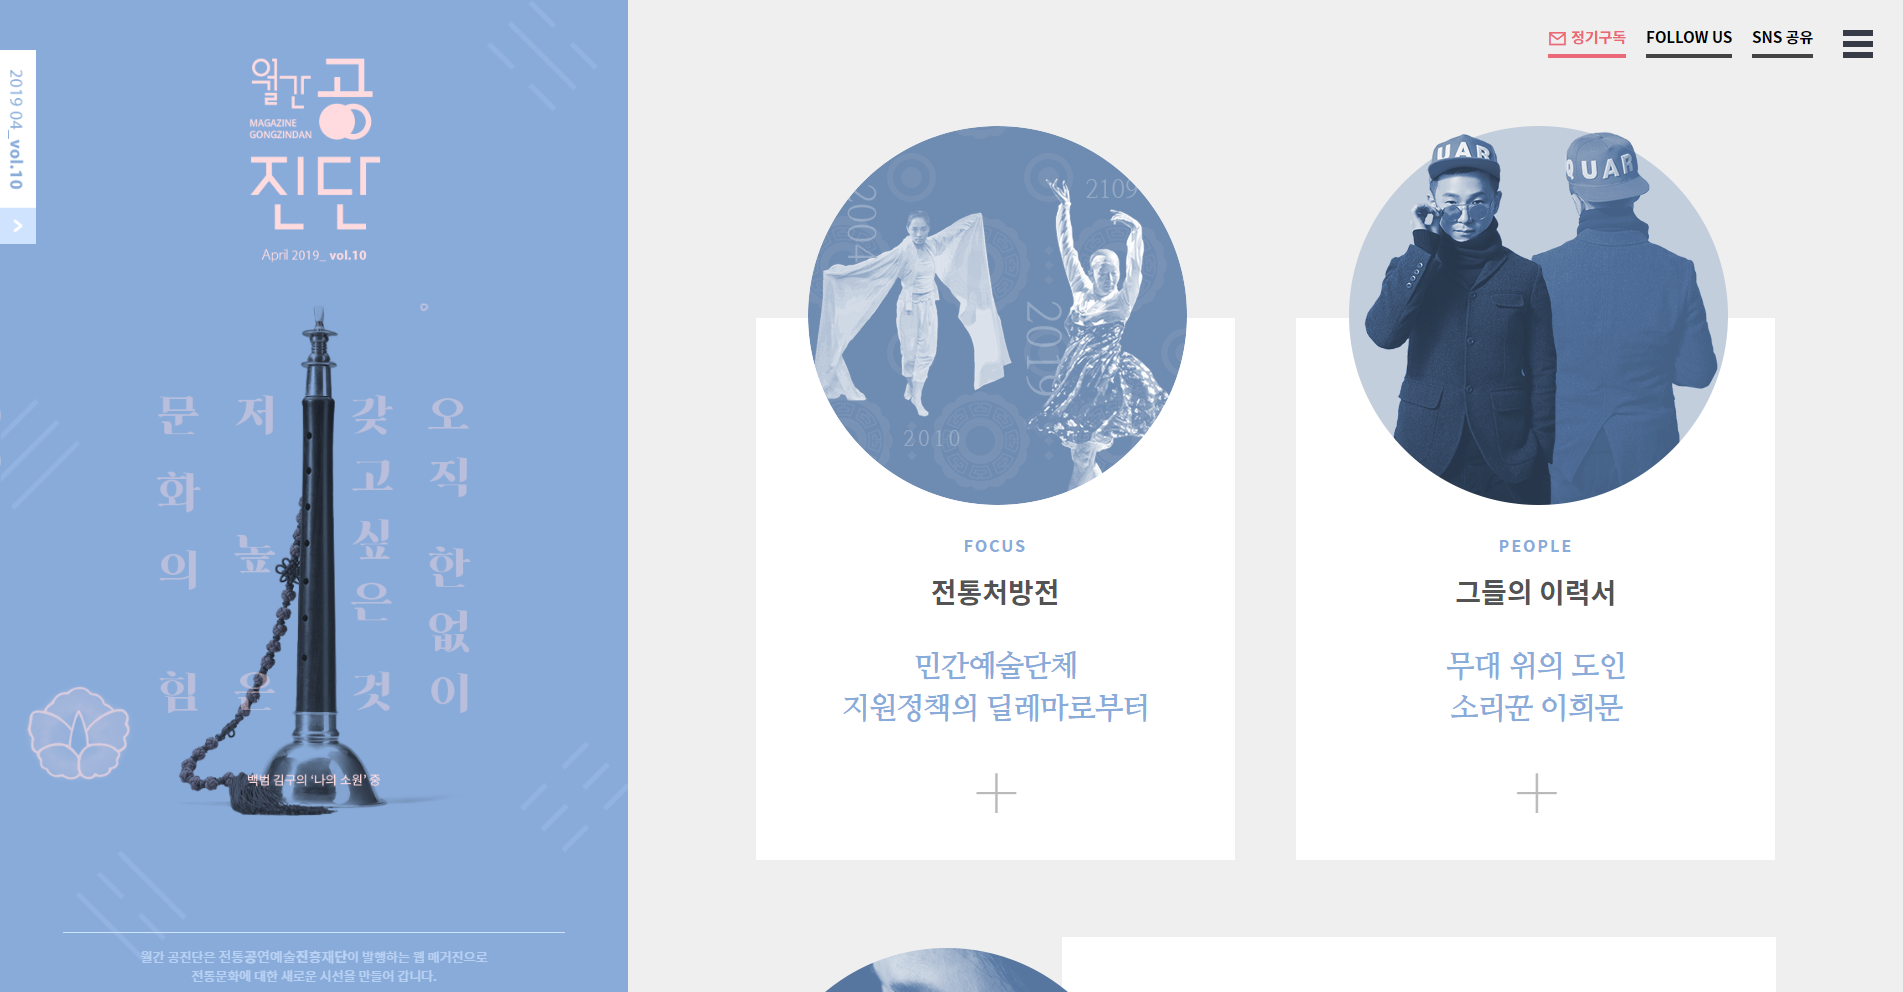 2019 04_ vol.10
월간 공
MAGAZINE
GONGZINDAN
진단
April 2019_ vol.10
오직 한없이
갖고 싶은 것
저 높은
문화의 힘
백범 김구의 ‘나의 소원’ 중
월간 공진단은 전통공연예술진흥재단이 발행하는 웹 매거진으로
전통문화에 대한 새로운 시선을 만들어 갑니다.
정기구독
FOLLOW US
SNS 공유
2004
2109
2019
2010
FOCUS
전통처방전
민간예술단체
지원정책의 딜레마로부터
UAR
QUAR
PEOPLE
그들의 이력서
무대 위의 도인
소리꾼 이희문